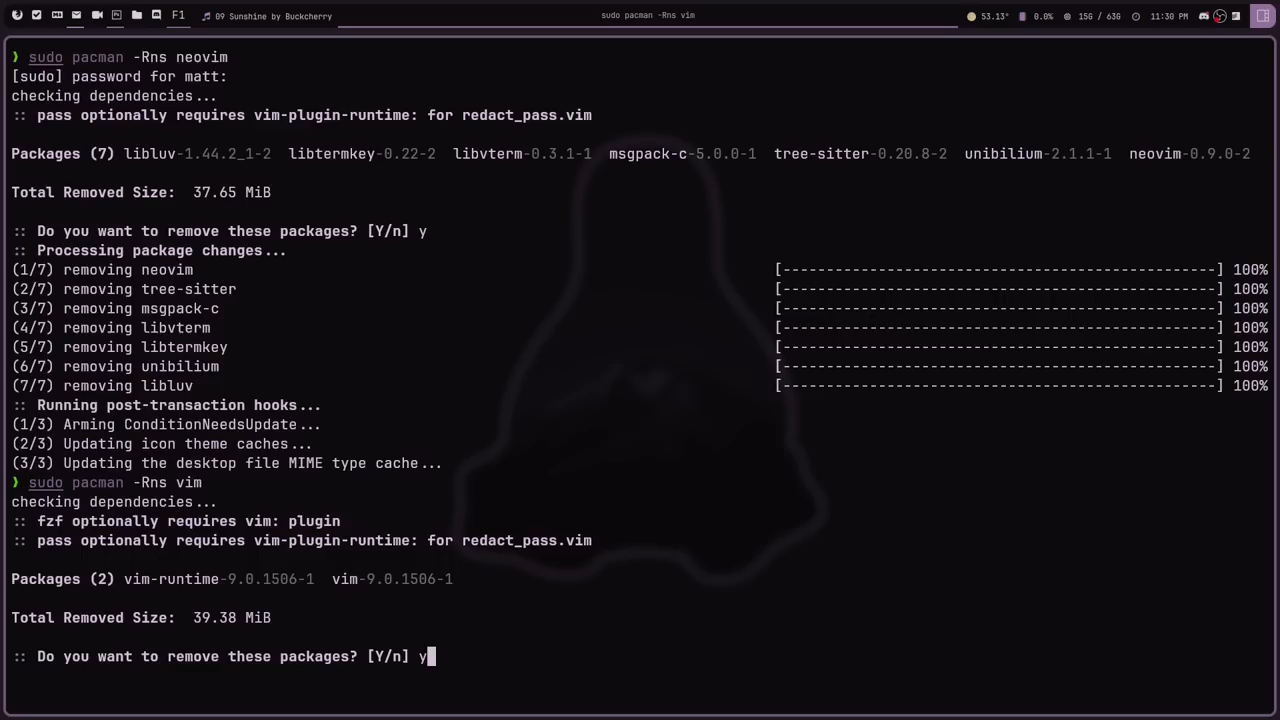 F1 09 Sunshine by Buckcherry sudo pacman -Rns vim 53.13° 0.0% 15G / 63G 11:30 PM
❱ sudo pacman -Rns neovim
[sudo] password for matt:
checking dependencies...
:: pass optionally requires vim-plugin-runtime: for redact_pass.vim
Packages (7) libluv-1.44.2_1-2 libtermkey-0.22-2 libvterm-0.3.1-1 msgpack-c-5.0.0-1 tree-sitter-0.20.8-2 unibilium-2.1.1-1 neovim-0.9.0-2
Total Removed Size: 37.65 MiB
:: Do you want to remove these packages? [Y/n] y
:: Processing package changes...
(1/7) removing neovim [----------------------------------------------------] 100%
(2/7) removing tree-sitter [----------------------------------------------------] 100%
(3/7) removing msgpack-c [----------------------------------------------------] 100%
(4/7) removing libvterm [----------------------------------------------------] 100%
(5/7) removing libtermkey [----------------------------------------------------] 100%
(6/7) removing unibilium [----------------------------------------------------] 100%
(7/7) removing libluv [----------------------------------------------------] 100%
:: Running post-transaction hooks...
(1/3) Arming ConditionNeedsUpdate...
(2/3) Updating icon theme caches...
(3/3) Updating the desktop file MIME type cache...
❱ sudo pacman -Rns vim
checking dependencies...
:: fzf optionally requires vim: plugin
:: pass optionally requires vim-plugin-runtime: for redact_pass.vim
Packages (2) vim-runtime-9.0.1506-1 vim-9.0.1506-1
Total Removed Size: 39.38 MiB
:: Do you want to remove these packages? [Y/n] y